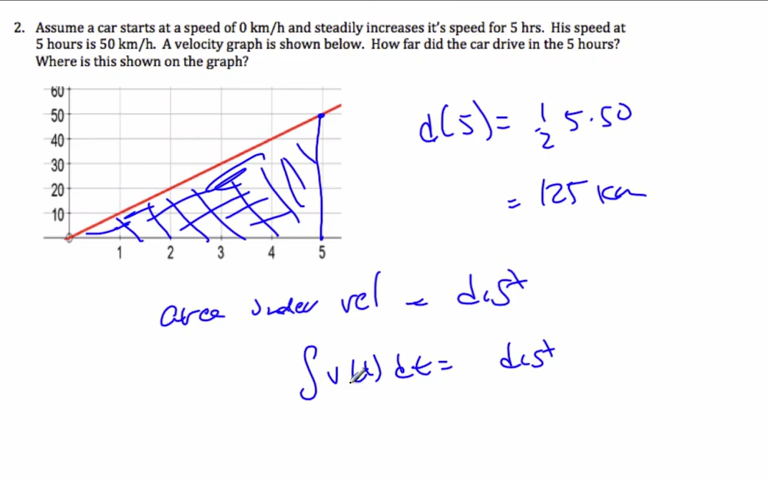 2. Assume a car starts at a speed of 0 km/h and steadily increases it's speed for 5 hrs. His speed at
5 hours is 50 km/h. A velocity graph is shown below. How far did the car drive in the 5 hours?
Where is this shown on the graph?
60
50
40
30
20
10
1 2 3 4 5
d(5) = 1/2 5·50
= 125 km
area under vel = dist
∫v(t) dt = dist